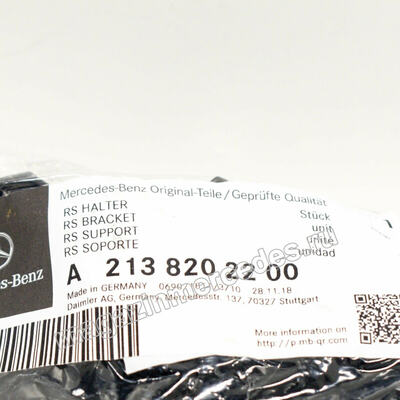 Mercedes-Benz Original-Teile/Geprüfte Qualität
RS HALTER
RS BRACKET
RS SUPPORT
RS SOPORTE
Stück
unit
unité
unidad
A 213 820 22 00
Made in GERMANY 28.11.18
Daimler AG, Germany, Mercedesstr. 137, 70327 Stuttgart
More information on
http://p.mb-qr.com/
magazinmercedes.ru